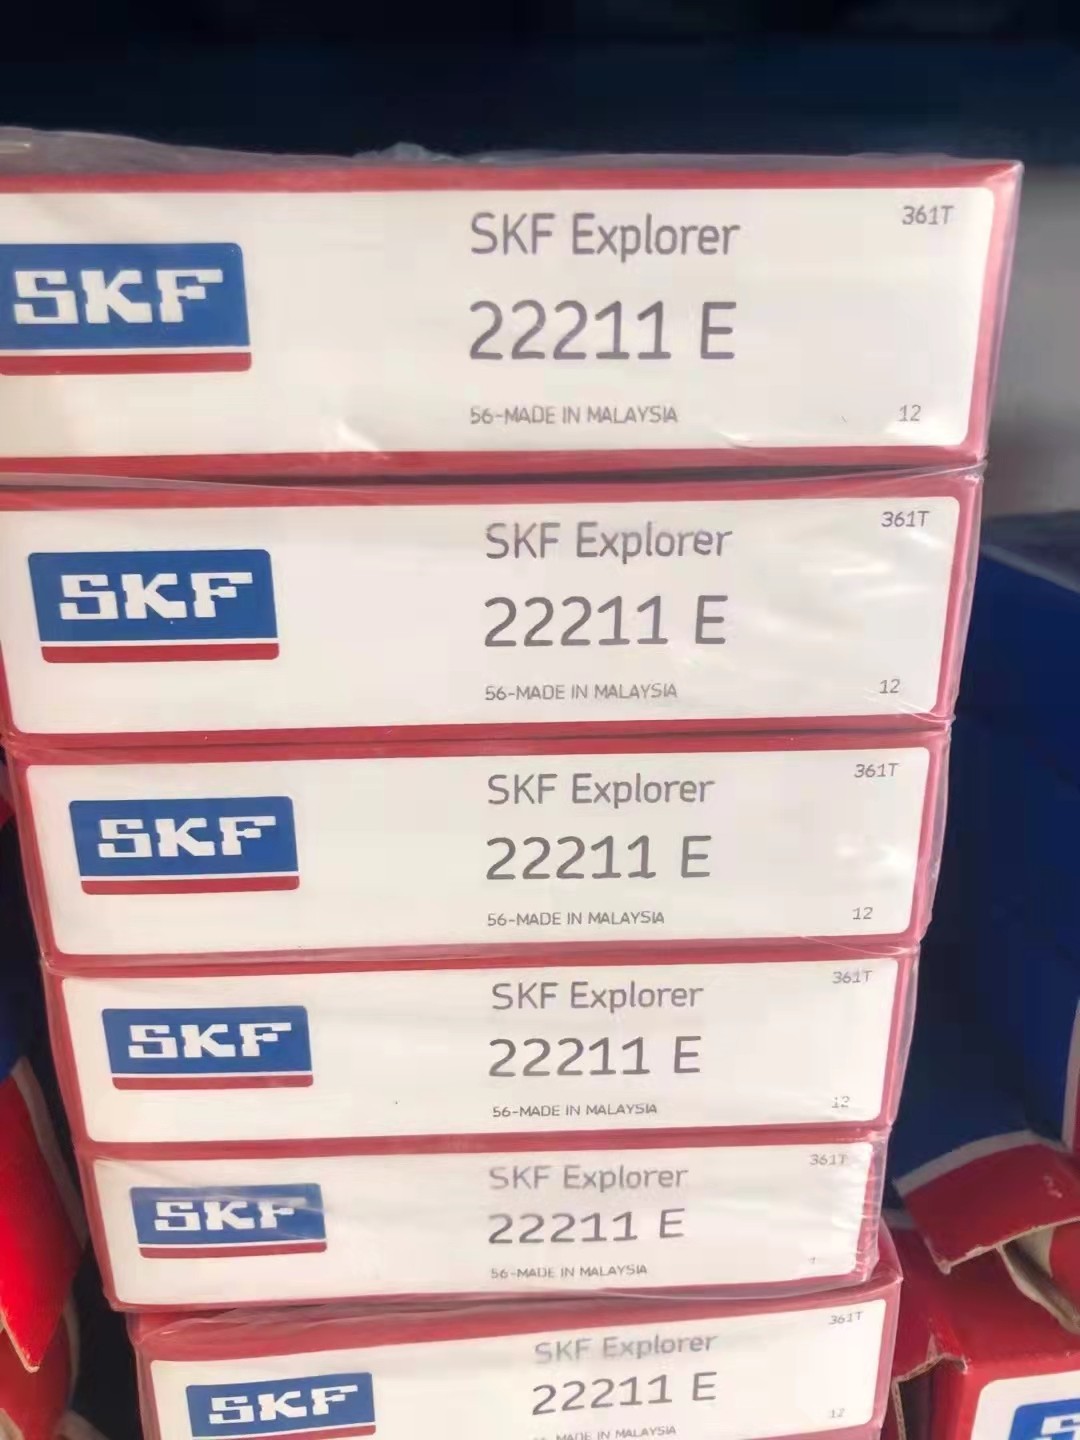 SKF
SKF Explorer
361T
22211 E
56-MADE IN MALAYSIA
12
SKF
SKF Explorer
361T
22211 E
56-MADE IN MALAYSIA
12
SKF
SKF Explorer
361T
22211 E
56-MADE IN MALAYSIA
12
SKF
SKF Explorer
361T
22211 E
56-MADE IN MALAYSIA
12
SKF
SKF Explorer
361T
22211 E
56-MADE IN MALAYSIA
SKF
SKF Explorer
361T
22211 E
12
MADE IN MALAYSIA